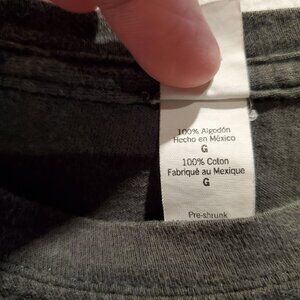 100% Algodón
Hecho en México
G
100% Coton
Fabriqué au Mexique
G
Pre-shrunk